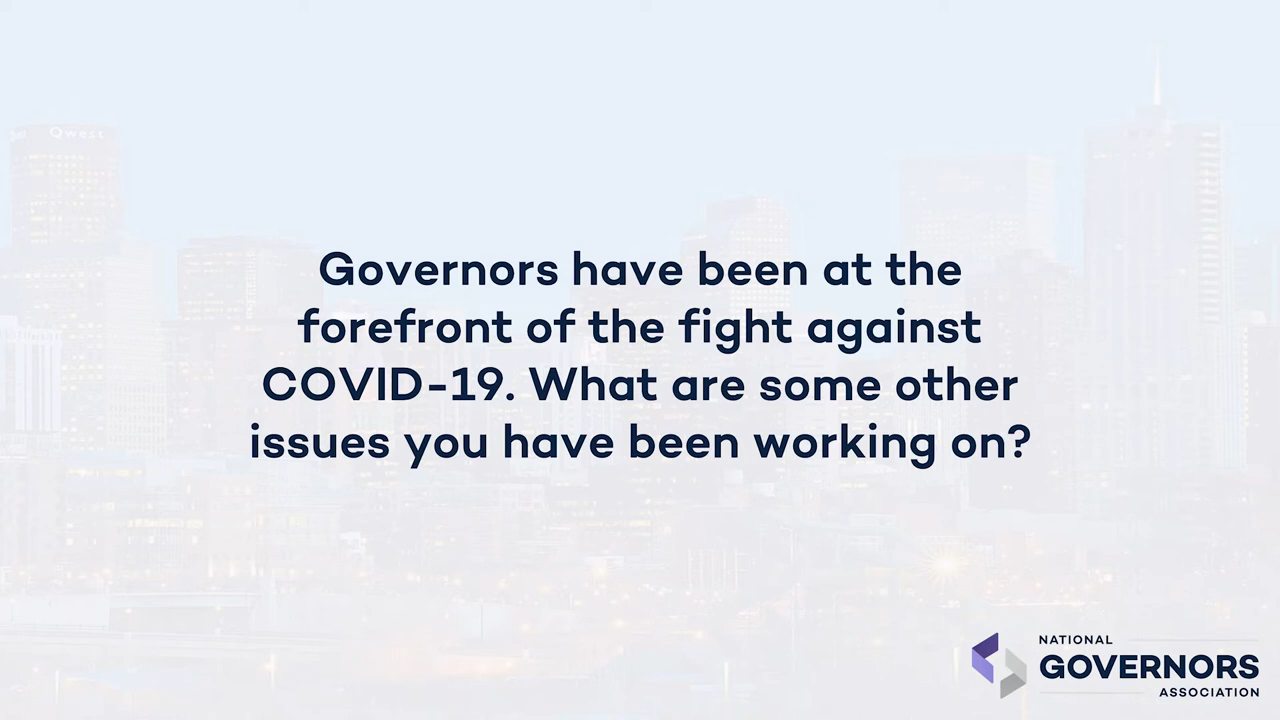 Qwest
Governors have been at the
forefront of the fight against
COVID-19. What are some other
issues you have been working on?
NATIONAL
GOVERNORS
ASSOCIATION